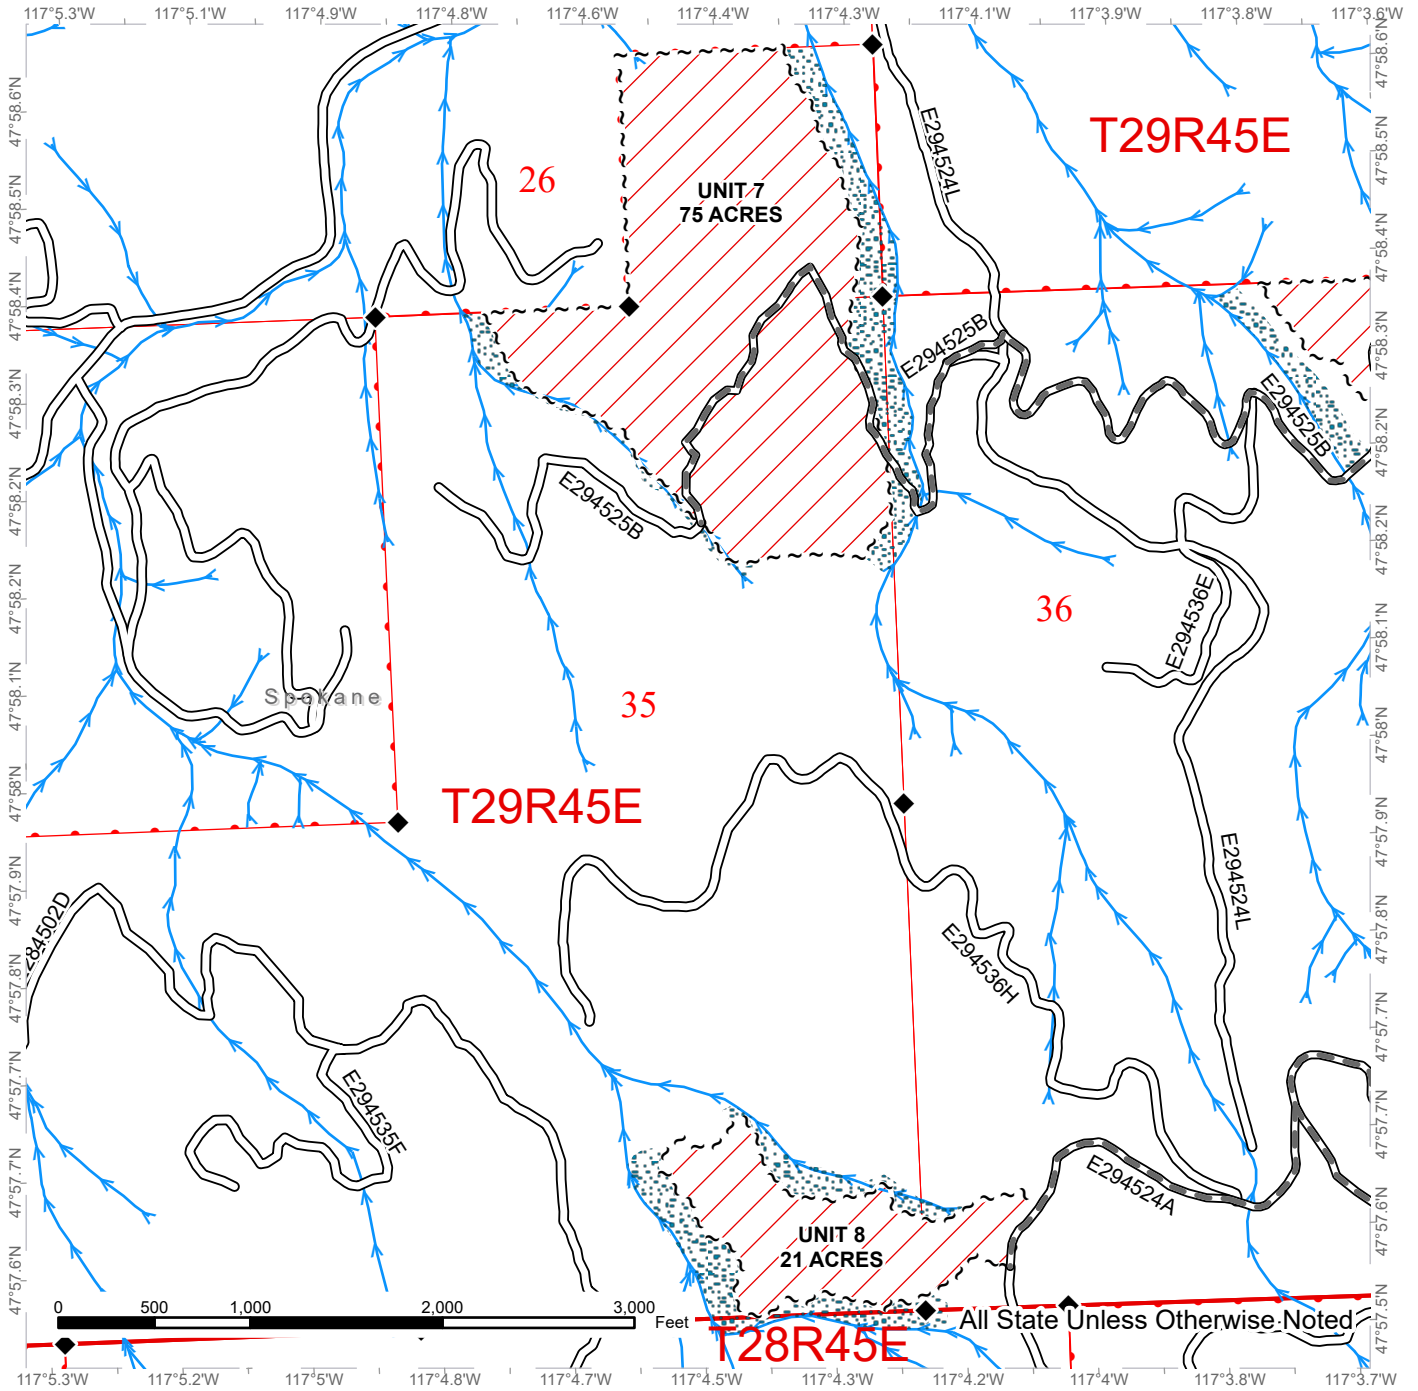 117°5.3'W 117°5.1'W 117°4.9'W 117°4.8'W 117°4.6'W 117°4.4'W 117°4.3'W 117°4.1'W 117°3.9'W 117°3.8'W 117°3.6'W
47°58.6'N
47°58.5'N
47°58.4'N
47°58.3'N
47°58.2'N
47°58.2'N
47°58.1'N
47°58'N
47°57.9'N
47°57.8'N
47°57.7'N
47°57.7'N
47°57.6'N
T29R45E
26
UNIT 7
75 ACRES
E294524L
E294525B
E294525B
E294525B
36
E294536E
Spokane
35
T29R45E
E294524L
284502D
E294536H
E294535F
E294524A
UNIT 8
21 ACRES
0 500 1,000 2,000 3,000
Feet
All State Unless Otherwise Noted
T28R45E
47°58.6'N
47°58.5'N
47°58.4'N
47°58.3'N
47°58.2'N
47°58.2'N
47°58.1'N
47°58'N
47°57.9'N
47°57.8'N
47°57.7'N
47°57.7'N
47°57.6'N
47°57.5'N
117°5.3'W 117°5.2'W 117°5'W 117°4.8'W 117°4.7'W 117°4.5'W 117°4.3'W 117°4.2'W 117°4'W 117°3.8'W 117°3.7'W